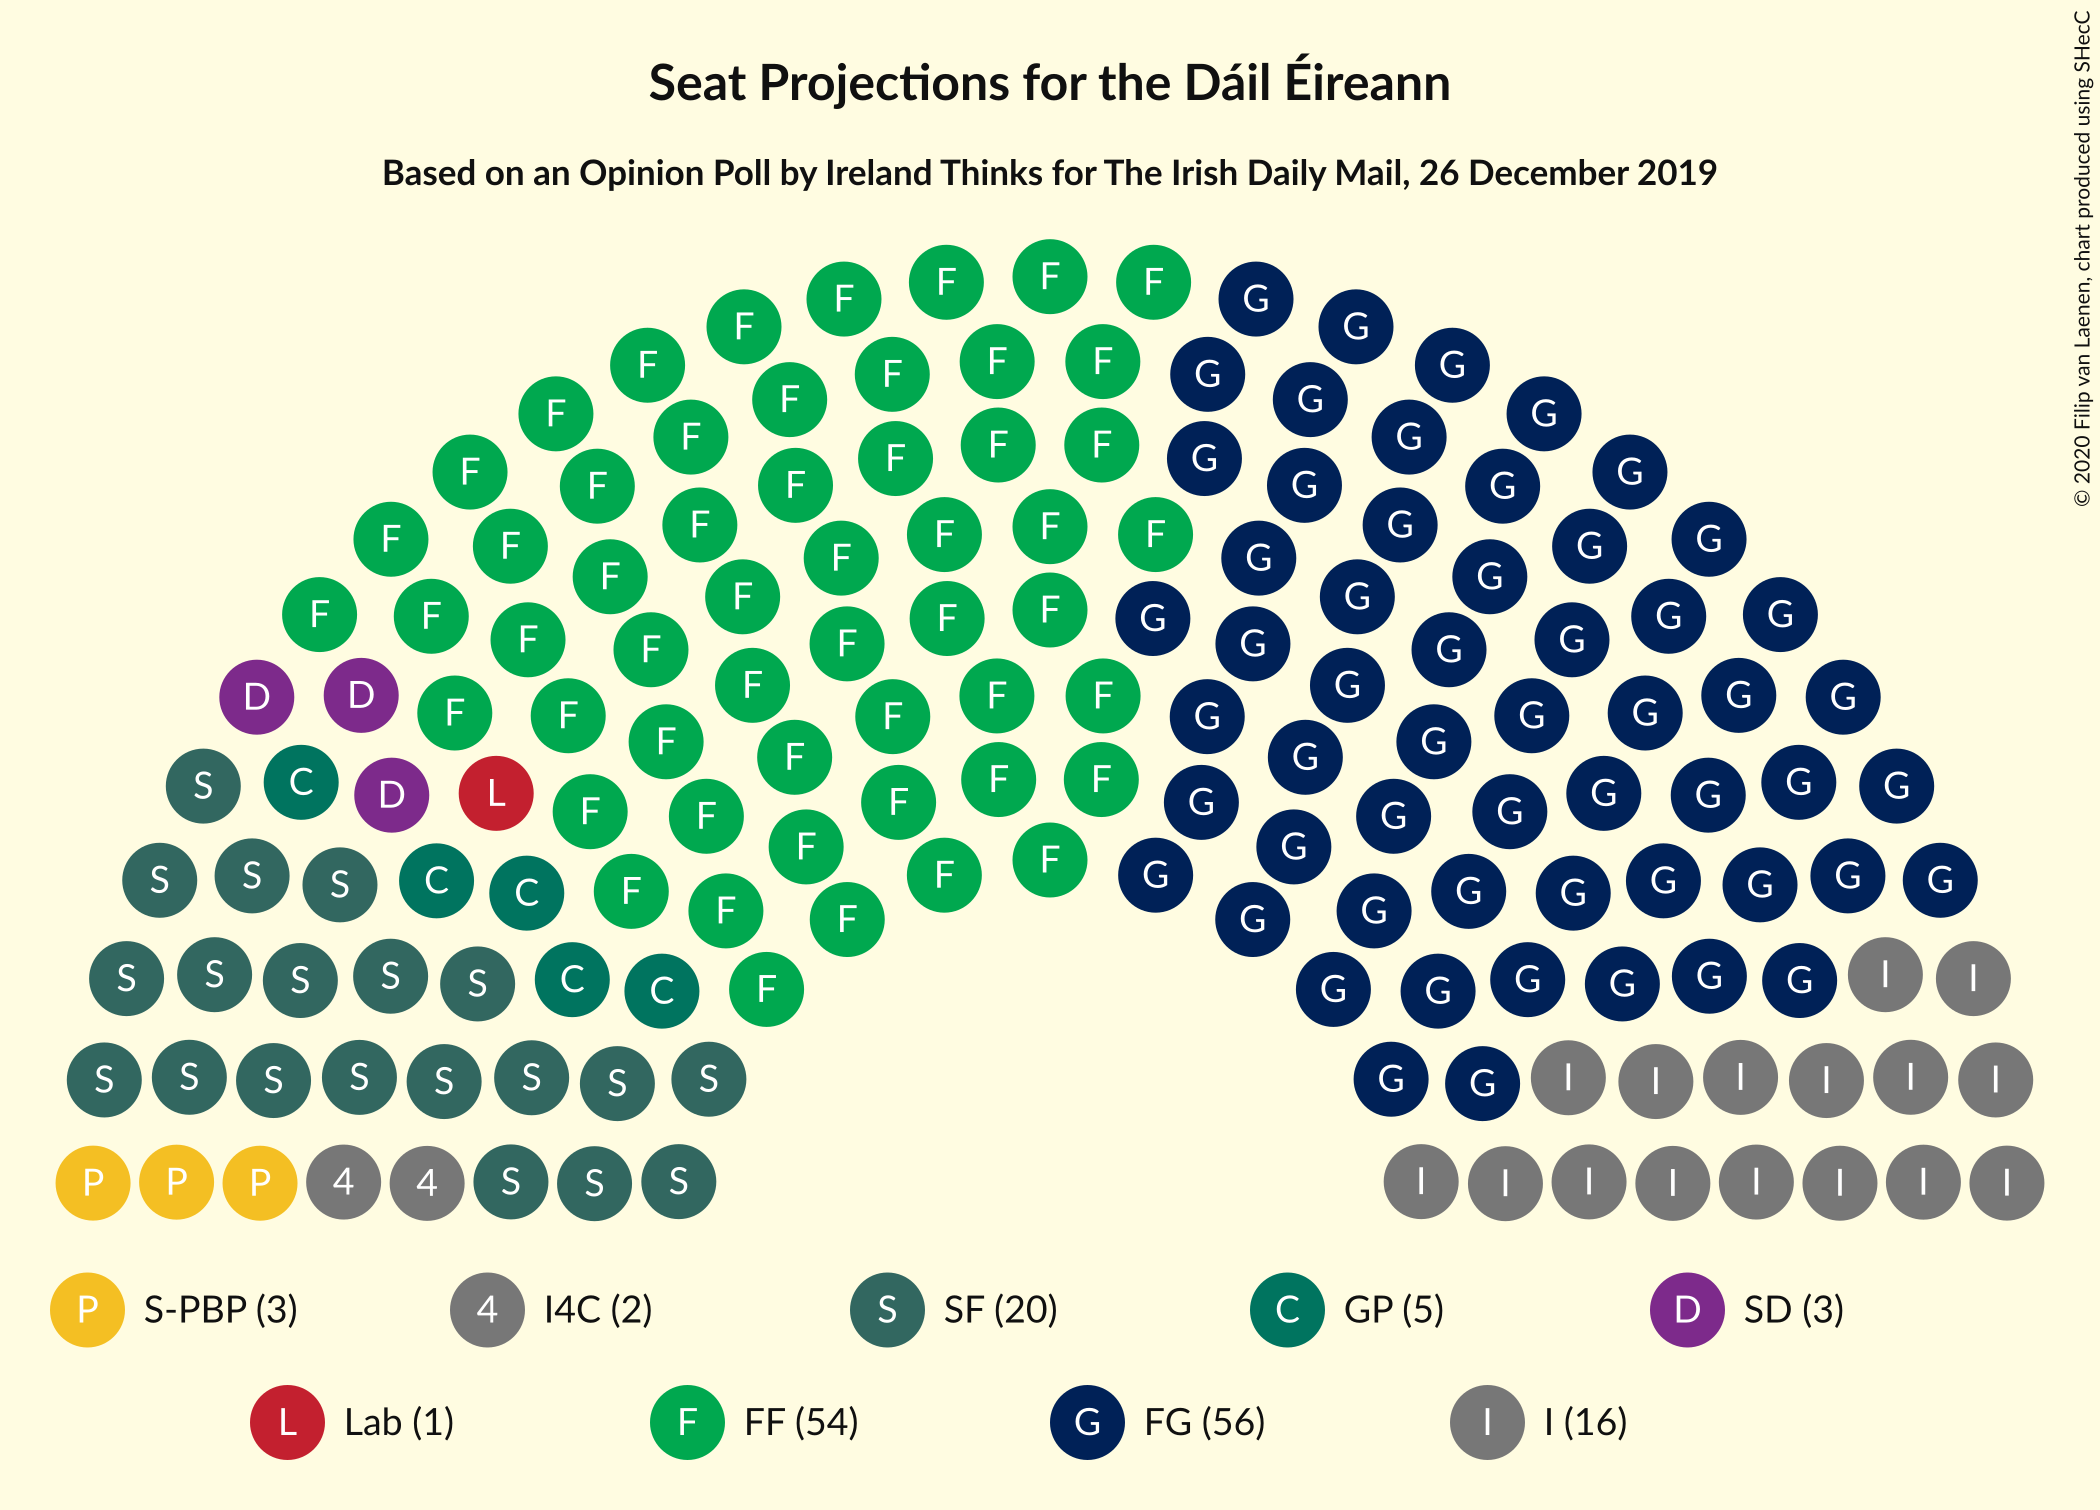 Seat Projections for the Dáil Éireann
Based on an Opinion Poll by Ireland Thinks for The Irish Daily Mail, 26 December 2019
© 2020 Filip van Laenen, chart produced using SHecC
F F F
F F G G
F F F F G G G
F F F G G G
F F F F G G G
F F F F F F G G G G
F F F F F G G G G
F F F F F G G G G G
D D F F F F F F G G G G G G
S C D L F F F F F F G G G G G G G G
S S S C C F F F F F G G G G G G G G
S S S S S C C F G G G G G G I I
S S S S S S S S G G I I I I I I
P P P 4 4 S S S I I I I I I I I
P S-PBP (3) 4 I4C (2) S SF (20) C GP (5) D SD (3)
L Lab (1) F FF (54) G FG (56) I I (16)